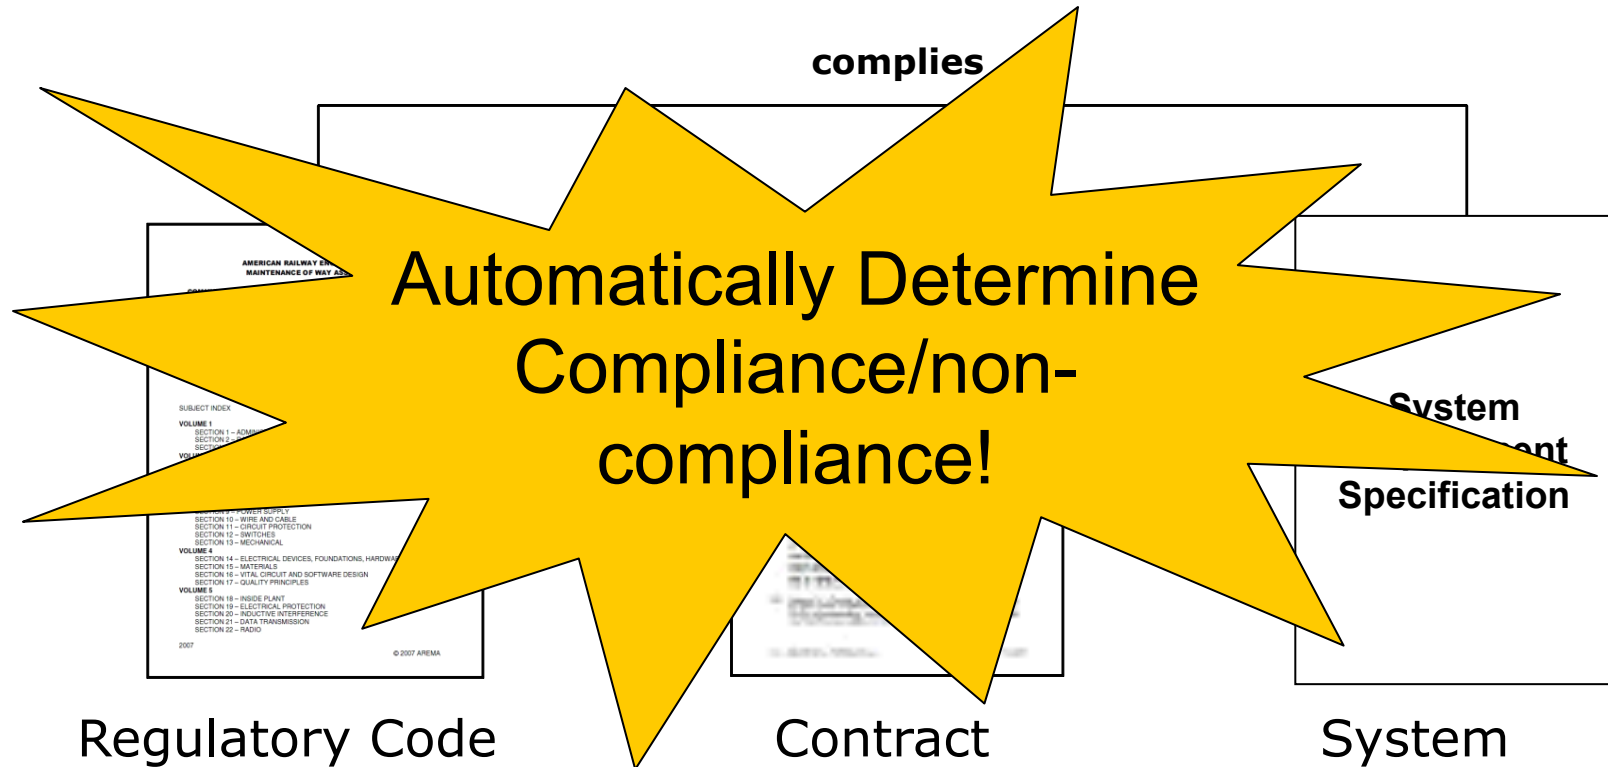 complies
AMERICAN RAILWAY
MAINTENANCE OF WAY
Automatically Determine
Compliance/non-
compliance!
SUBJECT INDEX
VOLUME 1
SECTION 1 –
SECTION 2 –
System
Specification
SECTION 9 – POWER SUPPLY
SECTION 10 – WIRE AND CABLE
SECTION 11 – CIRCUIT PROTECTION
SECTION 12 – SWITCHES
SECTION 13 – MECHANICAL
VOLUME 4
SECTION 14 – ELECTRICAL DEVICES, FOUNDATIONS,
SECTION 15 – MATERIALS
SECTION 16 – VITAL CIRCUIT AND SOFTWARE DESIGN
SECTION 17 – QUALITY PRINCIPLES
VOLUME 5
SECTION 18 – INSIDE PLANT
SECTION 19 – ELECTRICAL PROTECTION
SECTION 20 – INDUCTIVE INTERFERENCE
SECTION 21 – DATA TRANSMISSION
SECTION 22 – RADIO
2007
© 2007 AREMA
Regulatory Code
Contract
System